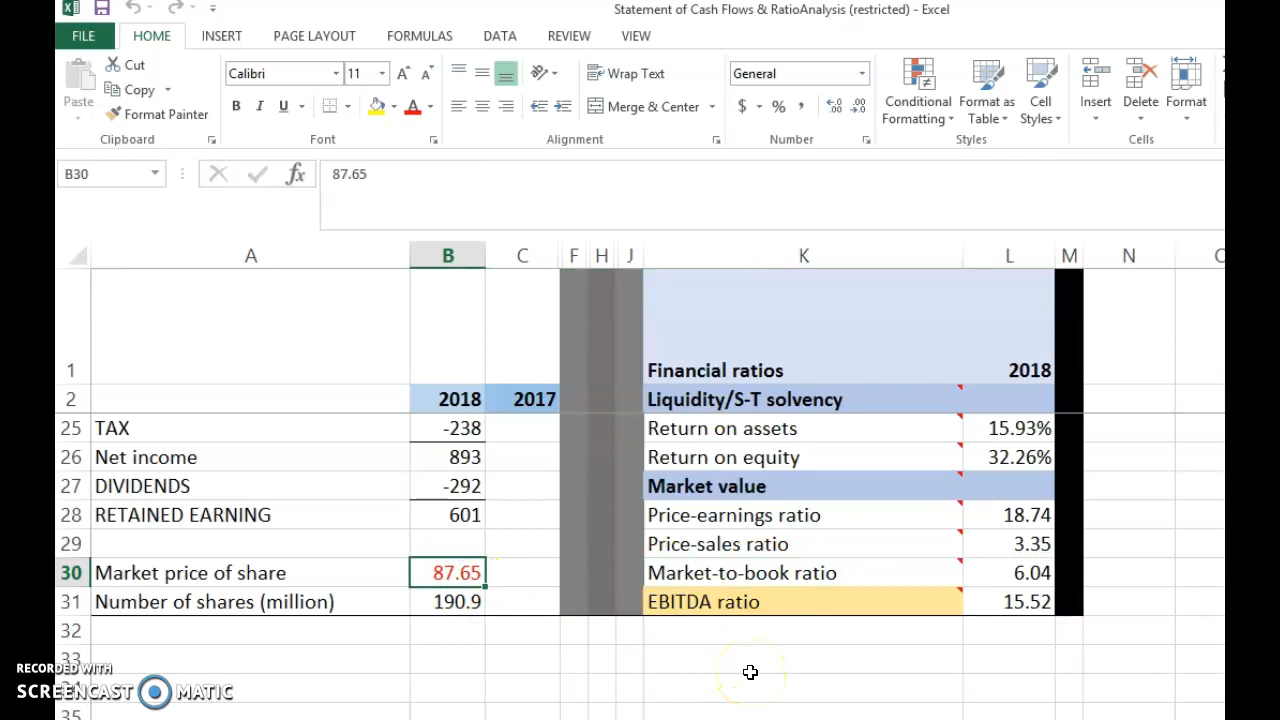 Statement of Cash Flows & RatioAnalysis (restricted) - Excel
FILE HOME INSERT PAGE LAYOUT FORMULAS DATA REVIEW VIEW
Paste Cut Copy Format Painter Clipboard
Calibri 11 B I U A Font
Wrap Text Merge & Center Alignment
General $ % , Number
Conditional Formatting Format as Table Cell Styles Styles
Insert Delete Format Cells
B30 fx 87.65
A B C F H J K L M N
1 Financial ratios 2018
2 2018 2017 Liquidity/S-T solvency
25 TAX -238 Return on assets 15.93%
26 Net income 893 Return on equity 32.26%
27 DIVIDENDS -292 Market value
28 RETAINED EARNING 601 Price-earnings ratio 18.74
29 Price-sales ratio 3.35
30 Market price of share 87.65 Market-to-book ratio 6.04
31 Number of shares (million) 190.9 EBITDA ratio 15.52
32
33
RECORDED WITH
SCREENCAST MATIC
35